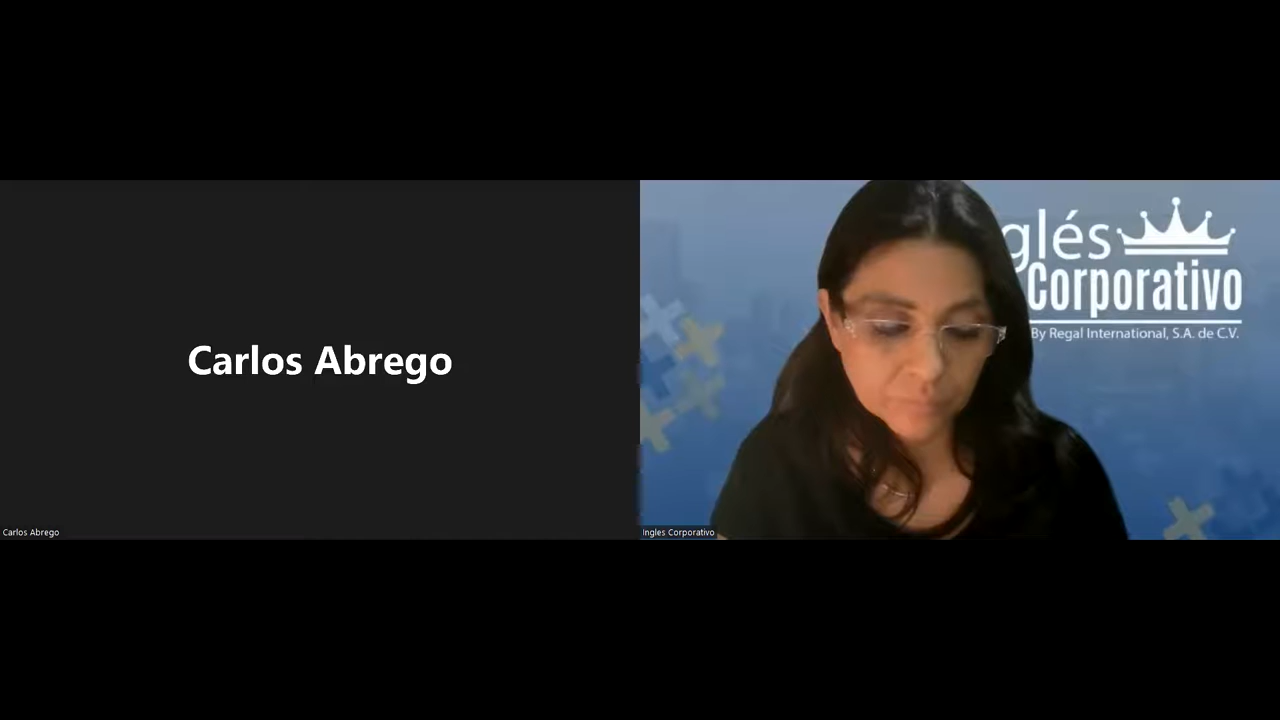 Carlos Abrego
Carlos Abrego
glés
Corporativo
By Regal International, S.A. de C.V.
Ingles Corporativo